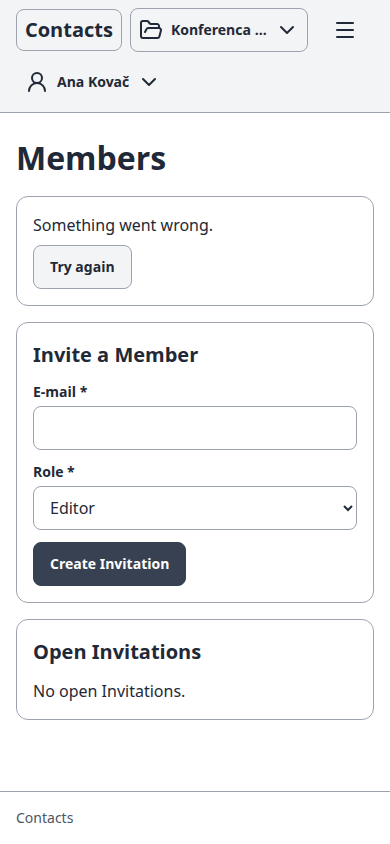 Contacts
Konferenca ...
Ana Kovač
Members
Something went wrong.
Try again
Invite a Member
E-mail *
Role *
Editor
Create Invitation
Open Invitations
No open Invitations.
Contacts